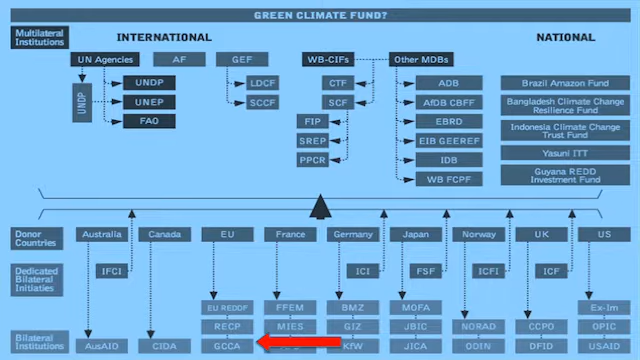 GREEN CLIMATE FUND?
Multilateral
Institutions
INTERNATIONAL
NATIONAL
UN Agencies
AF
GEF
WB-CIFs
Other MDBs
UNDP
UNDP
UNEP
FAO
LDCF
SCCF
CTF
SCF
FIP
SREP
PPCR
ADB
AfDB CBFF
EBRD
EIB GEEREF
IDB
WB FCPF
Brazil Amazon Fund
Bangladesh Climate Change
Resilience Fund
Indonesia Climate Change
Trust Fund
Yasuni ITT
Guyana REDD
Investment Fund
Donor
Countries
Australia
Canada
EU
France
Germany
Japan
Norway
UK
US
Dedicated
Bilateral
Initiaties
IFCI
ICI
FSF
ICFI
ICF
EU REDDF
FFEM
BMZ
MOFA
Ex-Im
RECP
MIES
GIZ
JBIC
NORAD
CCPO
OPIC
Bilateral
Institutions
AusAID
CIDA
GCCA
KfW
JICA
ODIN
DFID
USAID